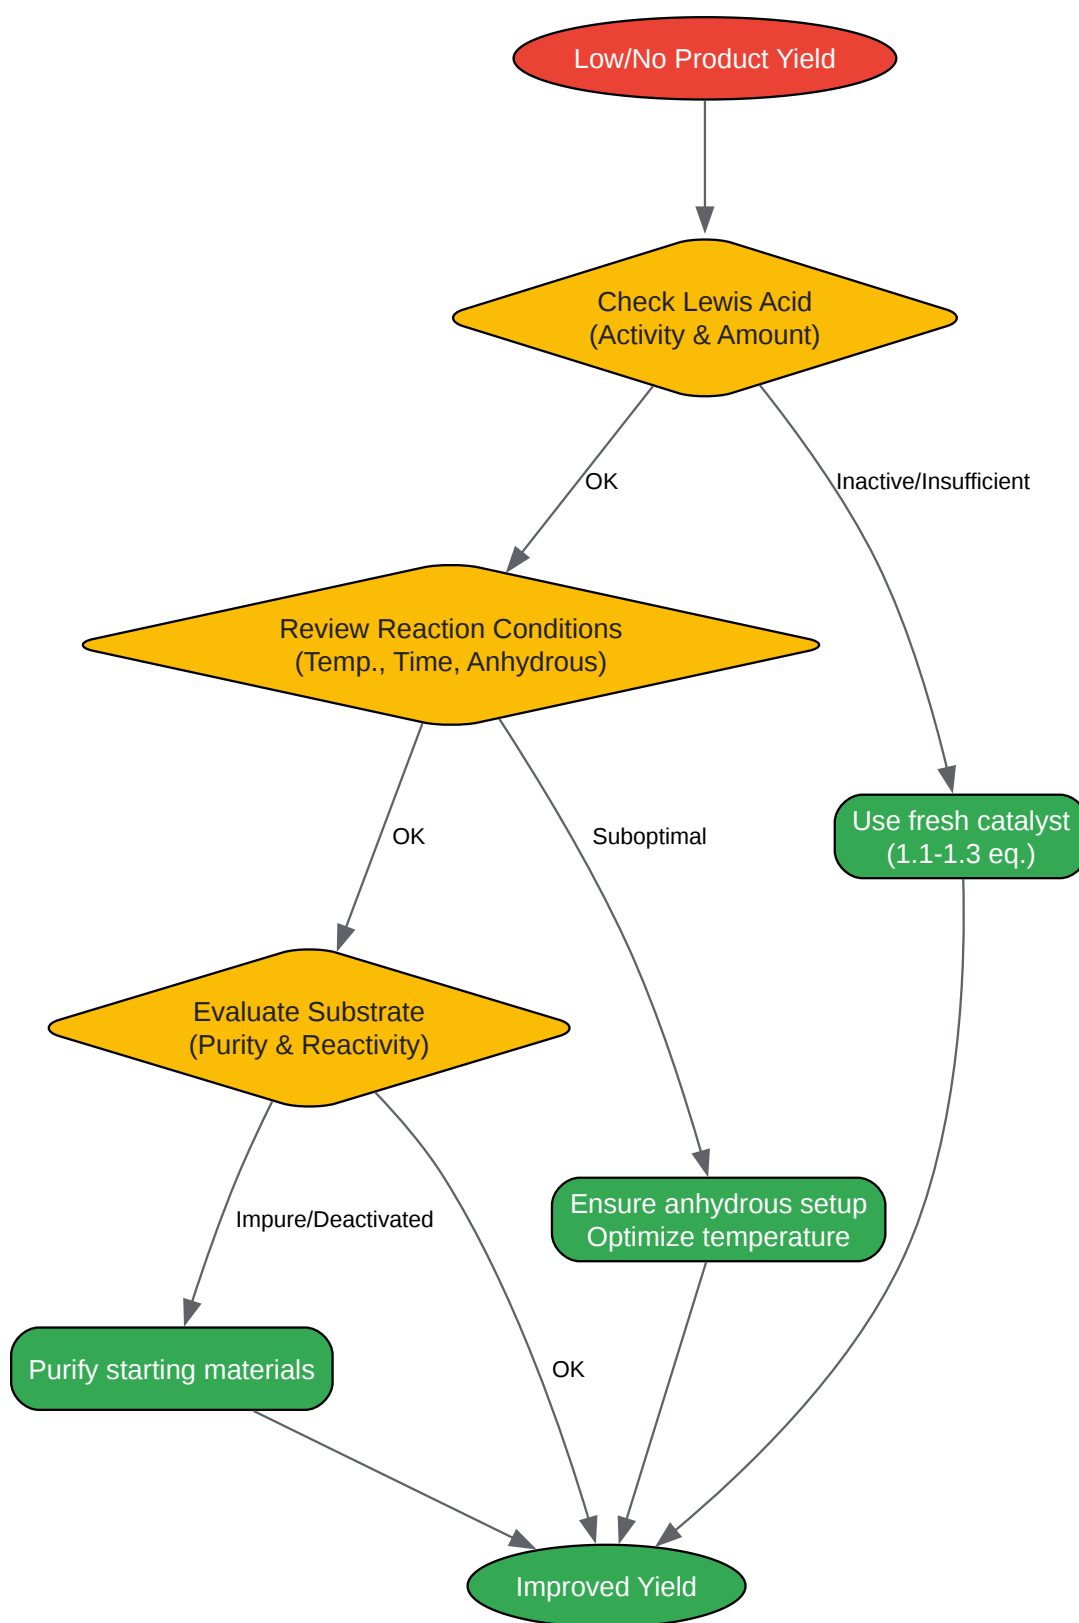 Low/No Product Yield
Check Lewis Acid
(Activity & Amount)
OK
Inactive/Insufficient
Review Reaction Conditions
(Temp., Time, Anhydrous)
Use fresh catalyst
(1.1-1.3 eq.)
OK
Suboptimal
Evaluate Substrate
(Purity & Reactivity)
Impure/Deactivated
Ensure anhydrous setup
Optimize temperature
Purify starting materials
OK
Improved Yield